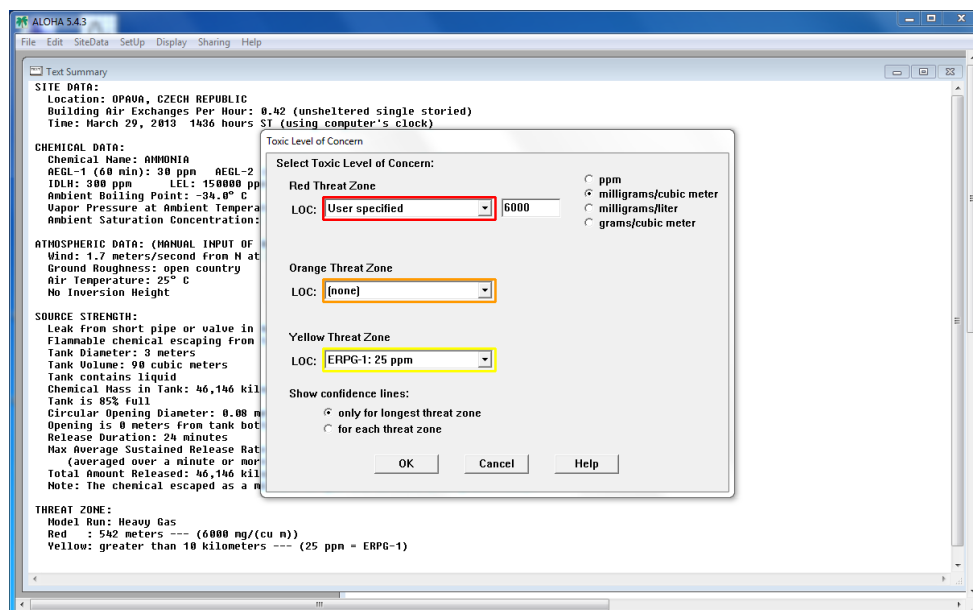 ALOHA 5.4.3
File Edit SiteData SetUp Display Sharing Help
Text Summary
SITE DATA:
Location: OPAVA, CZECH REPUBLIC
Building Air Exchanges Per Hour: 0.42 (unsheltered single storied)
Time: March 29, 2013 1436 hours ST (using computer's clock)
CHEMICAL DATA:
Chemical Name: AMMONIA
AEGL-1 (60 min): 30 ppm AEGL-2
IDLH: 300 ppm LEL: 150000 pp
Ambient Boiling Point: -34.0° C
Vapor Pressure at Ambient Tempera
Ambient Saturation Concentration:
ATMOSPHERIC DATA: (MANUAL INPUT OF
Wind: 1.7 meters/second from N at
Ground Roughness: open country
Air Temperature: 25° C
No Inversion Height
SOURCE STRENGTH:
Leak from short pipe or valve in
Flammable chemical escaping from
Tank Diameter: 3 meters
Tank Volume: 90 cubic meters
Tank contains liquid
Chemical Mass in Tank: 46,146 kil
Tank is 85% full
Circular Opening Diameter: 0.08 m
Opening is 0 meters from tank bot
Release Duration: 24 minutes
Max Average Sustained Release Rat
(averaged over a minute or mor
Total Amount Released: 46,146 kil
Note: The chemical escaped as a m
THREAT ZONE:
Model Run: Heavy Gas
Red : 542 meters --- (6000 mg/(cu m))
Yellow: greater than 10 kilometers --- (25 ppm = ERPG-1)
Toxic Level of Concern
Select Toxic Level of Concern:
Red Threat Zone
LOC: User specified 6000
ppm
milligrams/cubic meter
milligrams/liter
grams/cubic meter
Orange Threat Zone
LOC: (none)
Yellow Threat Zone
LOC: ERPG-1: 25 ppm
Show confidence lines:
only for longest threat zone
for each threat zone
OK Cancel Help